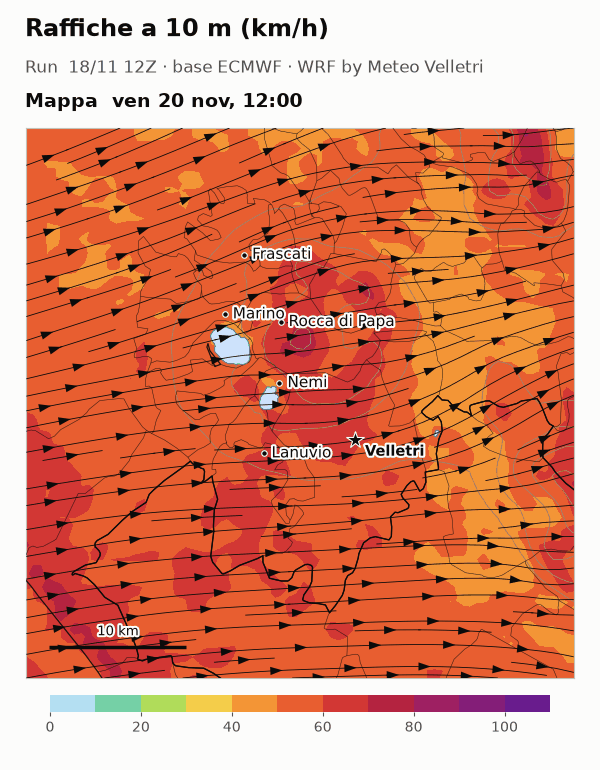 Raffiche a 10 m (km/h)
Run  18/11 12Z · base ECMWF · WRF by Meteo Velletri
Mappa  ven 20 nov, 12:00
Frascati
Marino
Rocca di Papa
Nemi
Velletri
Lanuvio
10 km
0 20 40 60 80 100